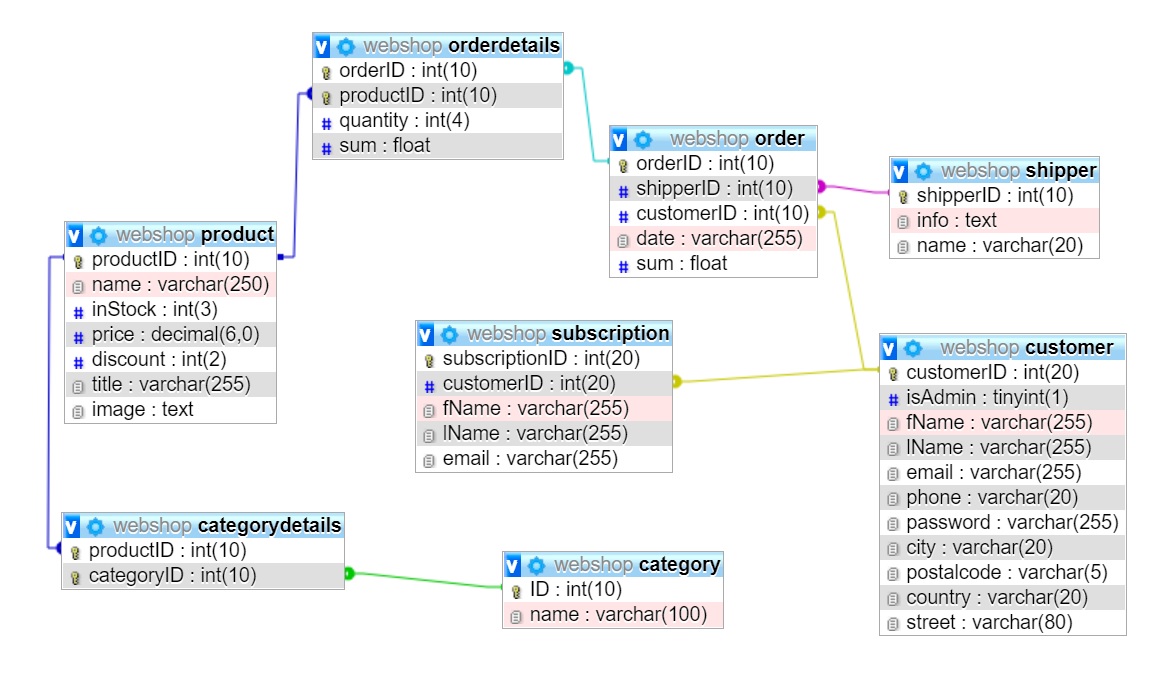 webshop orderdetails
orderID : int(10)
productID : int(10)
quantity : int(4)
sum : float
webshop order
orderID : int(10)
shipperID : int(10)
customerID : int(10)
date : varchar(255)
sum : float
webshop shipper
shipperID : int(10)
info : text
name : varchar(20)
webshop product
productID : int(10)
name : varchar(250)
inStock : int(3)
price : decimal(6,0)
discount : int(2)
title : varchar(255)
image : text
webshop subscription
subscriptionID : int(20)
customerID : int(20)
fName : varchar(255)
lName : varchar(255)
email : varchar(255)
webshop customer
customerID : int(20)
isAdmin : tinyint(1)
fName : varchar(255)
lName : varchar(255)
email : varchar(255)
phone : varchar(20)
password : varchar(255)
city : varchar(20)
postalcode : varchar(5)
country : varchar(20)
street : varchar(80)
webshop categorydetails
productID : int(10)
categoryID : int(10)
webshop category
ID : int(10)
name : varchar(100)